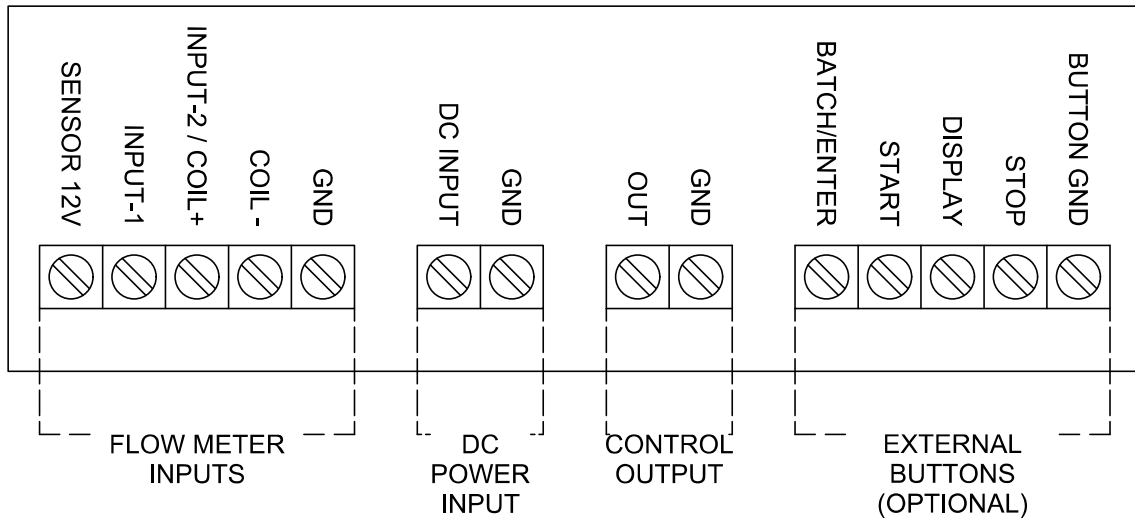 SENSOR 12V
INPUT-1
INPUT-2 / COIL+
COIL -
GND
DC INPUT
GND
OUT
GND
BATCH/ENTER
START
DISPLAY
STOP
BUTTON GND
FLOW METER
INPUTS
DC
POWER
INPUT
CONTROL
OUTPUT
EXTERNAL
BUTTONS
(OPTIONAL)